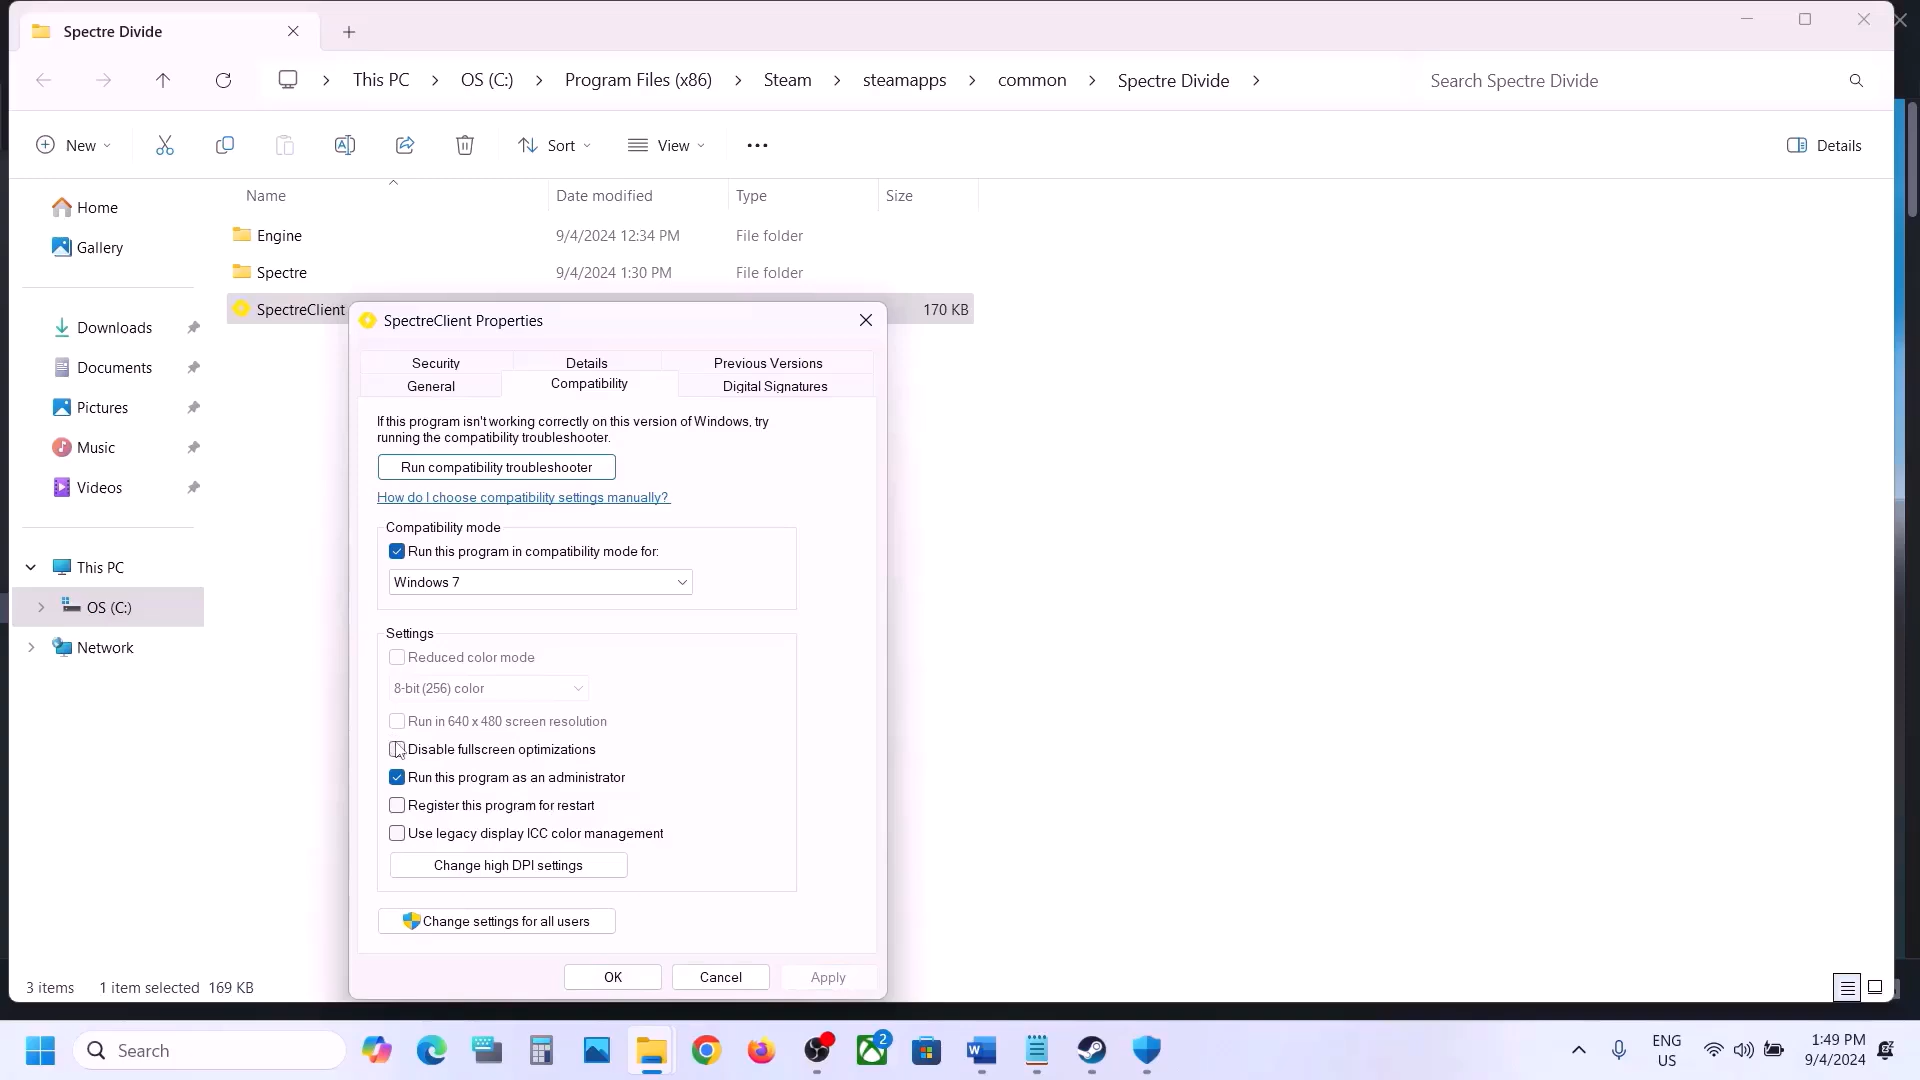 Spectre Divide
This PC
OS (C:)
Program Files (x86)
Steam
steamapps
common
Spectre Divide
Search Spectre Divide
New
Sort
View
Details
Name
Date modified
Type
Size
Home
Gallery
Downloads
Documents
Pictures
Music
Videos
This PC
OS (C:)
Network
Engine
9/4/2024 12:34 PM
File folder
Spectre
9/4/2024 1:30 PM
File folder
SpectreClient
170 KB
SpectreClient Properties
Security
Details
Previous Versions
General
Compatibility
Digital Signatures
If this program isn't working correctly on this version of Windows, try
running the compatibility troubleshooter.
Run compatibility troubleshooter
How do I choose compatibility settings manually?
Compatibility mode
Run this program in compatibility mode for:
Windows 7
Settings
Reduced color mode
8-bit (256) color
Run in 640 x 480 screen resolution
Disable fullscreen optimizations
Run this program as an administrator
Register this program for restart
Use legacy display ICC color management
Change high DPI settings
Change settings for all users
OK
Cancel
Apply
3 items
1 item selected 169 KB
Search
2
ENG
US
1:49 PM
9/4/2024